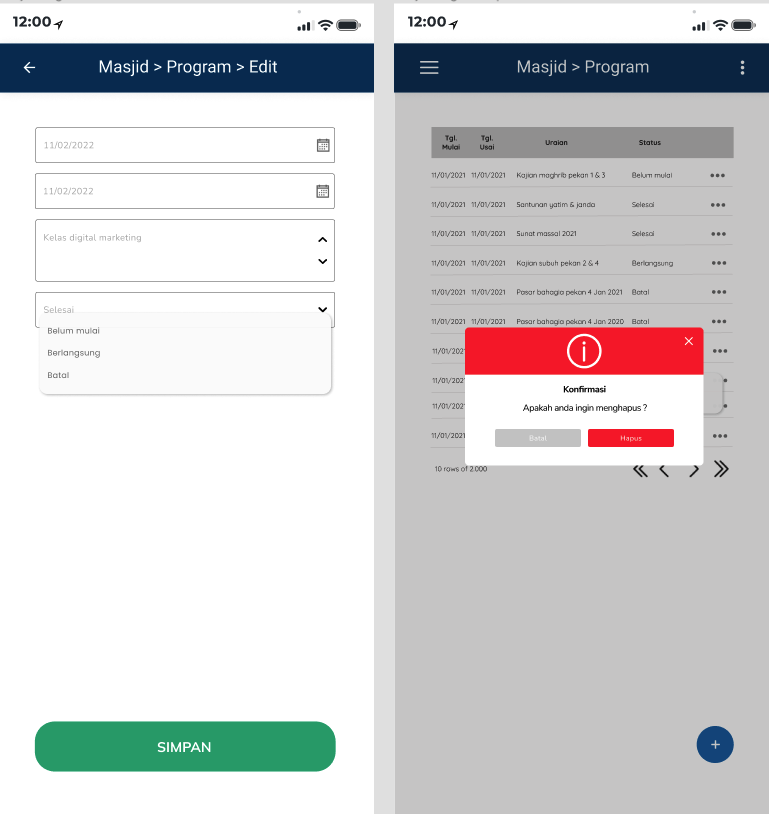 12:00
Masjid > Program > Edit
11/02/2022
11/02/2022
Kelas digital marketing
Selesai
Belum mulai
Berlangsung
Batal
SIMPAN
12:00
Masjid > Program
Tgl. Mulai Tgl. Usai Uraian Status
11/01/2021 11/01/2021 Kajian maghrib pekan 1 & 3 Belum mulai
11/01/2021 11/01/2021 Santunan yatim & janda Selesai
11/01/2021 11/01/2021 Sunat massal 2021 Selesai
11/01/2021 11/01/2021 Kajian subuh pekan 2 & 4 Berlangsung
11/01/2021 11/01/2021 Pasar bahagia pekan 4 Jan 2021 Batal
11/01/2021 11/01/2021 Pasar bahagia pekan 4 Jan 2020 Batal
11/01/202
11/01/202
11/01/202
11/01/2021
Konfirmasi
Apakah anda ingin menghapus ?
Batal Hapus
10 rows of 2.000